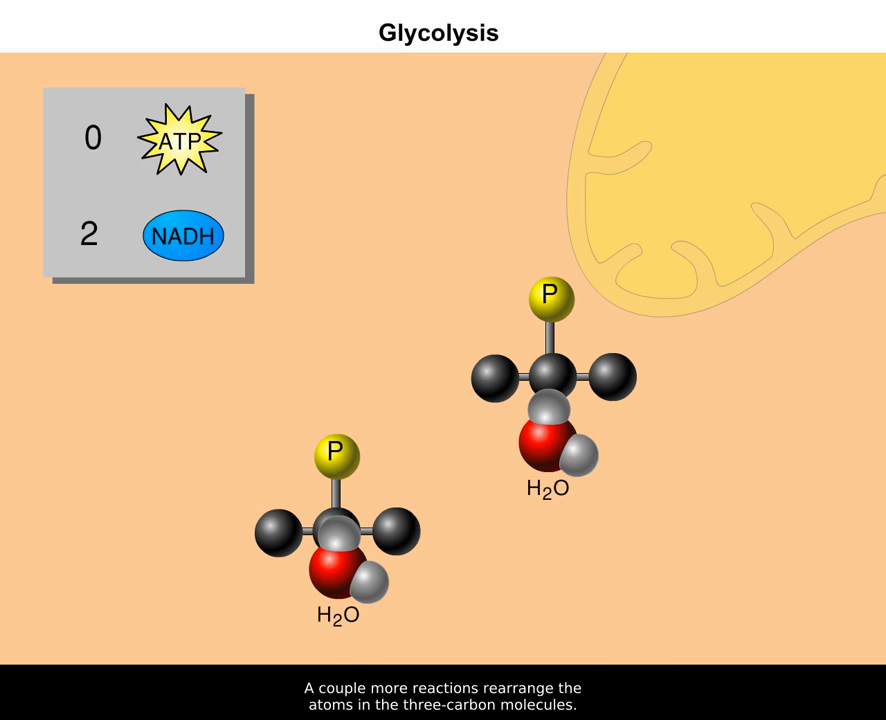 Glycolysis
0 ATP
2 NADH
P
H₂O
P
H₂O
A couple more reactions rearrange the
atoms in the three-carbon molecules.